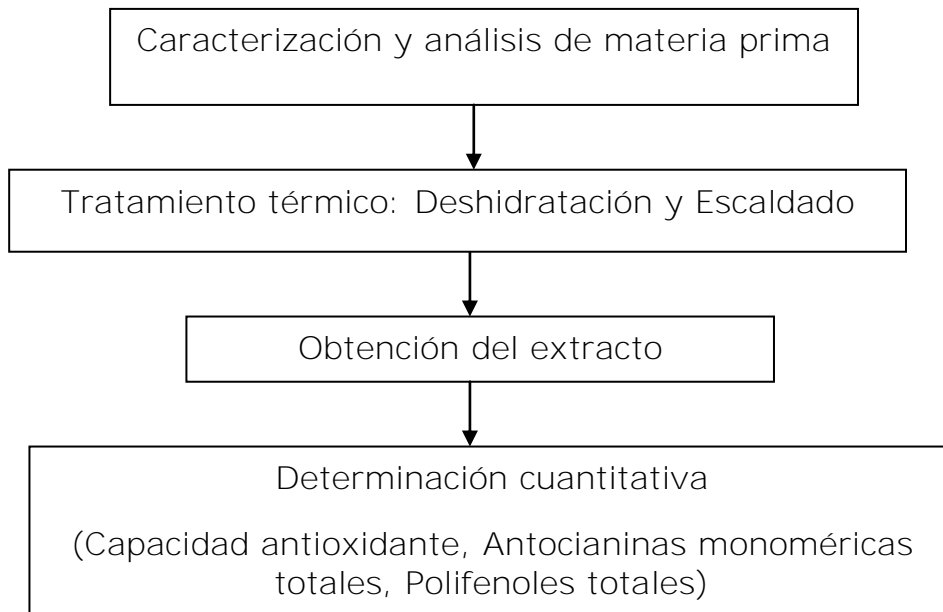 Caracterización y análisis de materia prima
Tratamiento térmico: Deshidratación y Escaldado
Obtención del extracto
Determinación cuantitativa
(Capacidad antioxidante, Antocianinas monoméricas
totales, Polifenoles totales)